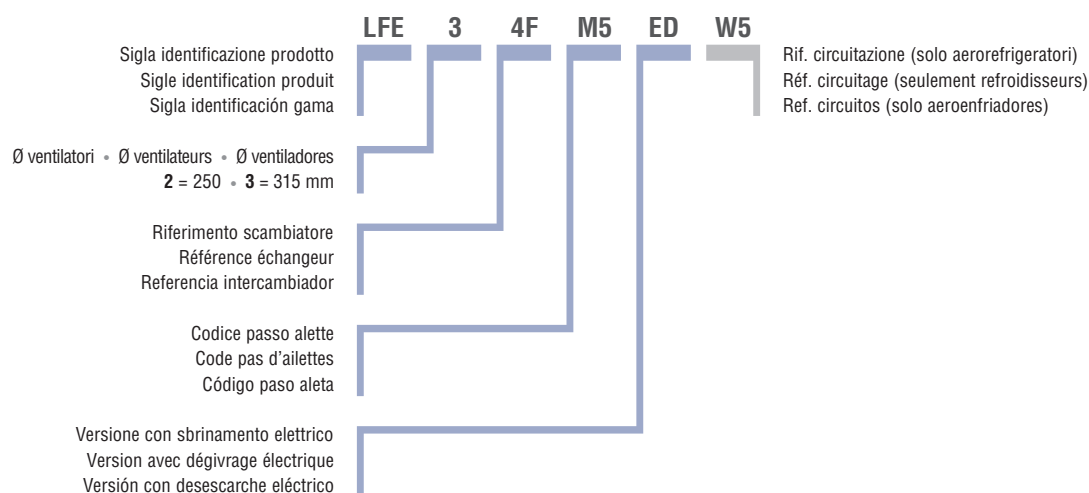 LFE 3 4F M5 ED W5
Sigla identificazione prodotto
Sigle identification produit
Sigla identificación gama
Rif. circuitazione (solo aerorefrigeratori)
Réf. circuitage (seulement refroidisseurs)
Ref. circuitos (solo aeroenfriadores)
Ø ventilatori • Ø ventilateurs • Ø ventiladores
2 = 250 • 3 = 315 mm
Riferimento scambiatore
Référence échangeur
Referencia intercambiador
Codice passo alette
Code pas d'ailettes
Código paso aleta
Versione con sbrinamento elettrico
Version avec dégivrage électrique
Versión con desescarche eléctrico